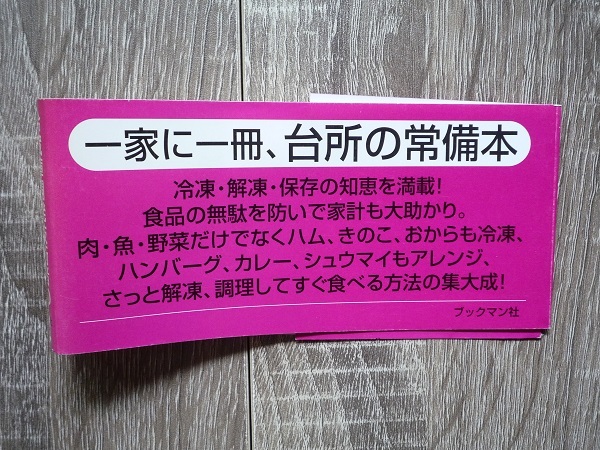 一家に一冊、台所の常備本
冷凍・解凍・保存の知恵を満載!
食品の無駄を防いで家計も大助かり。
肉・魚・野菜だけでなくハム、きのこ、おからも冷凍、
ハンバーグ、カレー、シュウマイもアレンジ、
さっと解凍、調理してすぐ食べる方法の集大成!
ブックマン社